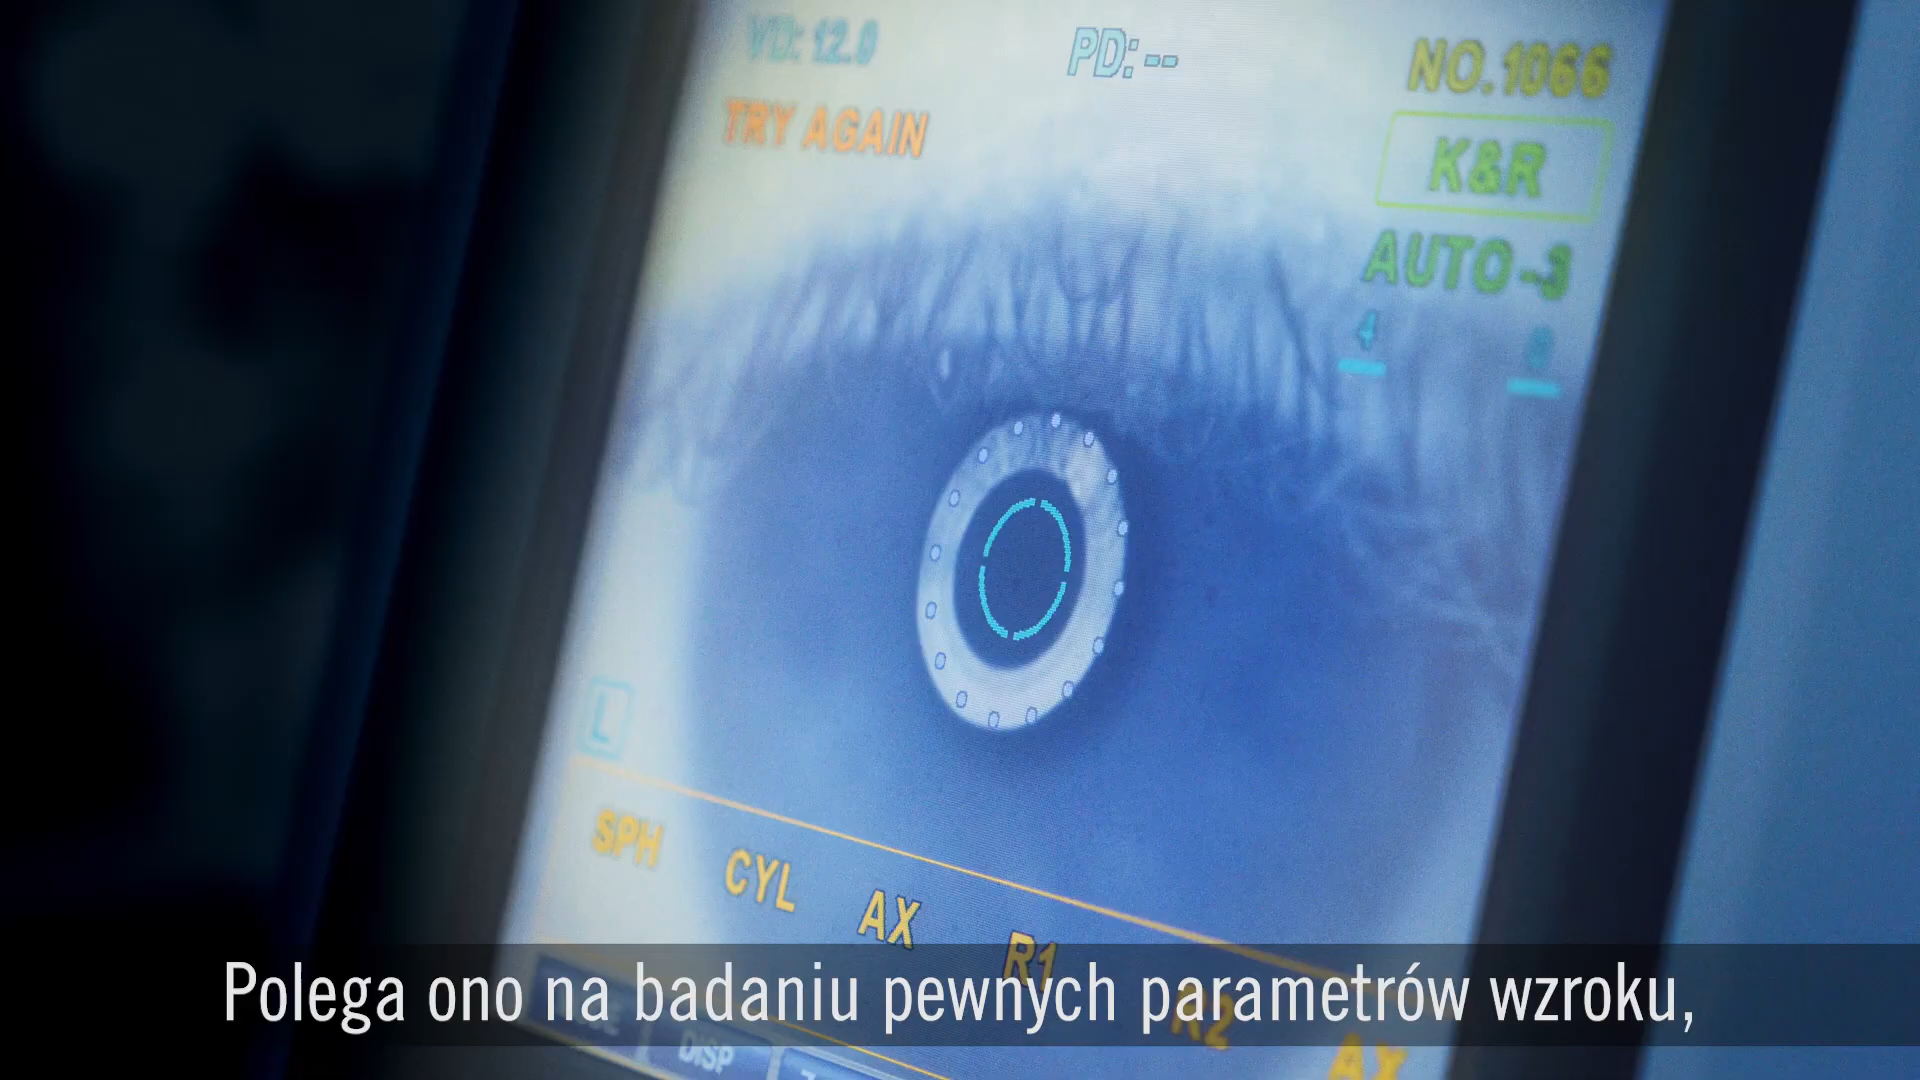 VD: 12.0
PD: --
NO. 1066
TRY AGAIN
K&R
AUTO -3
4
L
SPH
CYL
AX
R1
R2
AX
Polega ono na badaniu pewnych parametrów wzroku,
DISP